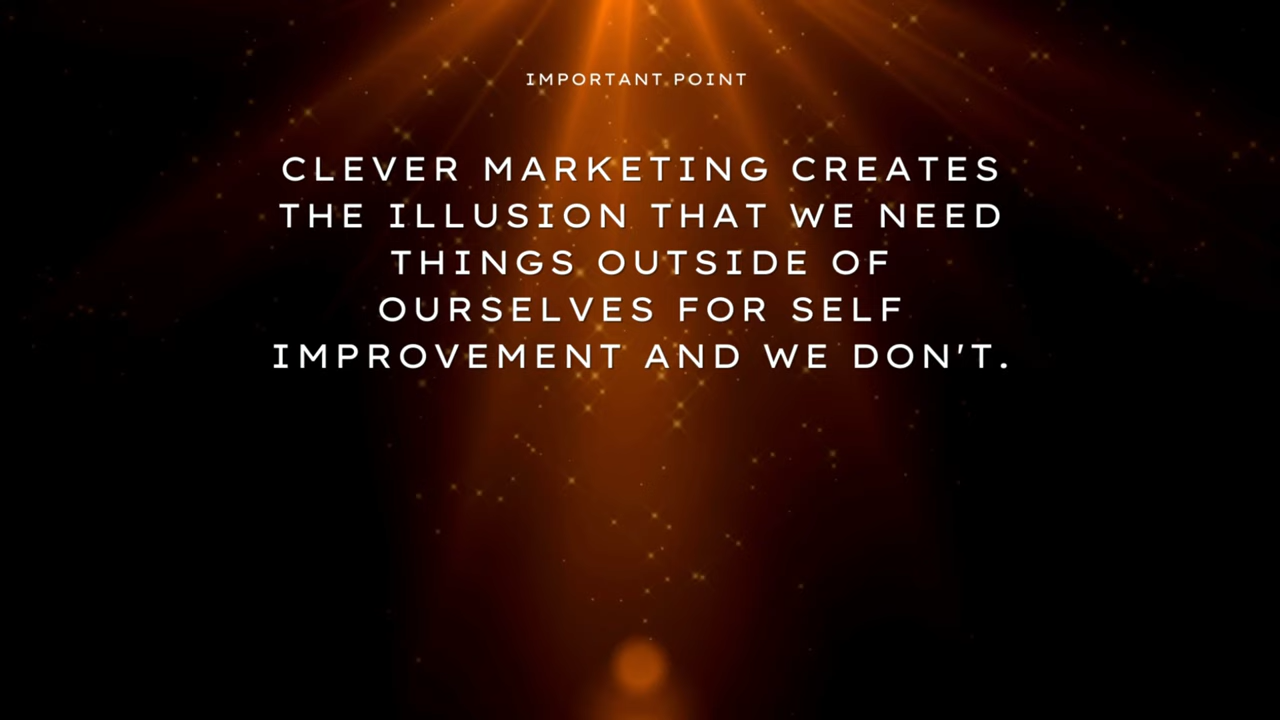 IMPORTANT POINT
CLEVER MARKETING CREATES
THE ILLUSION THAT WE NEED
THINGS OUTSIDE OF
OURSELVES FOR SELF
IMPROVEMENT AND WE DON'T.